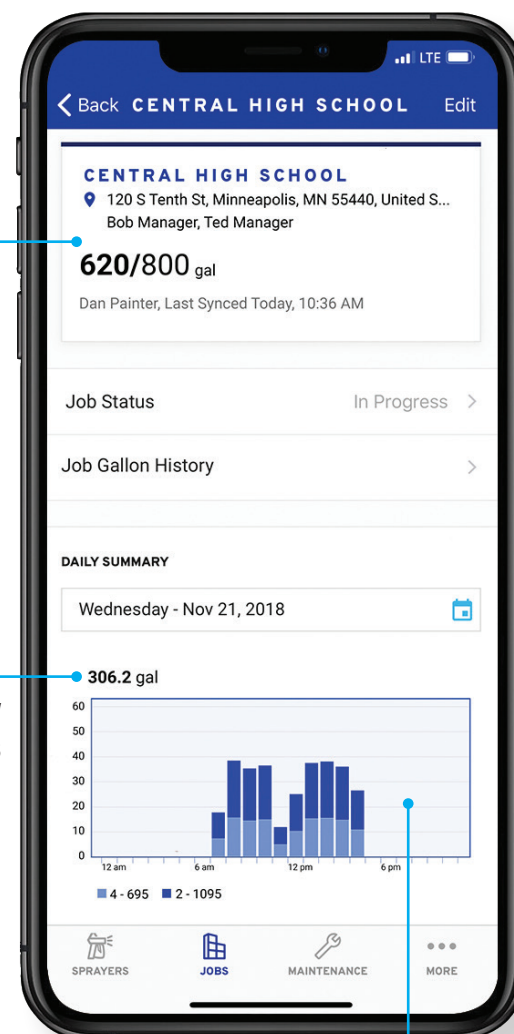 LTE
Back CENTRAL HIGH SCHOOL Edit
CENTRAL HIGH SCHOOL
120 S Tenth St, Minneapolis, MN 55440, United S...
Bob Manager, Ted Manager
620/800 gal
Dan Painter, Last Synced Today, 10:36 AM
Job Status In Progress
Job Gallon History
DAILY SUMMARY
Wednesday - Nov 21, 2018
306.2 gal
60
50
40
30
20
10
0
12 am 6 am 12 pm 6 pm
4 - 695 2 - 1095
SPRAYERS JOBS MAINTENANCE MORE